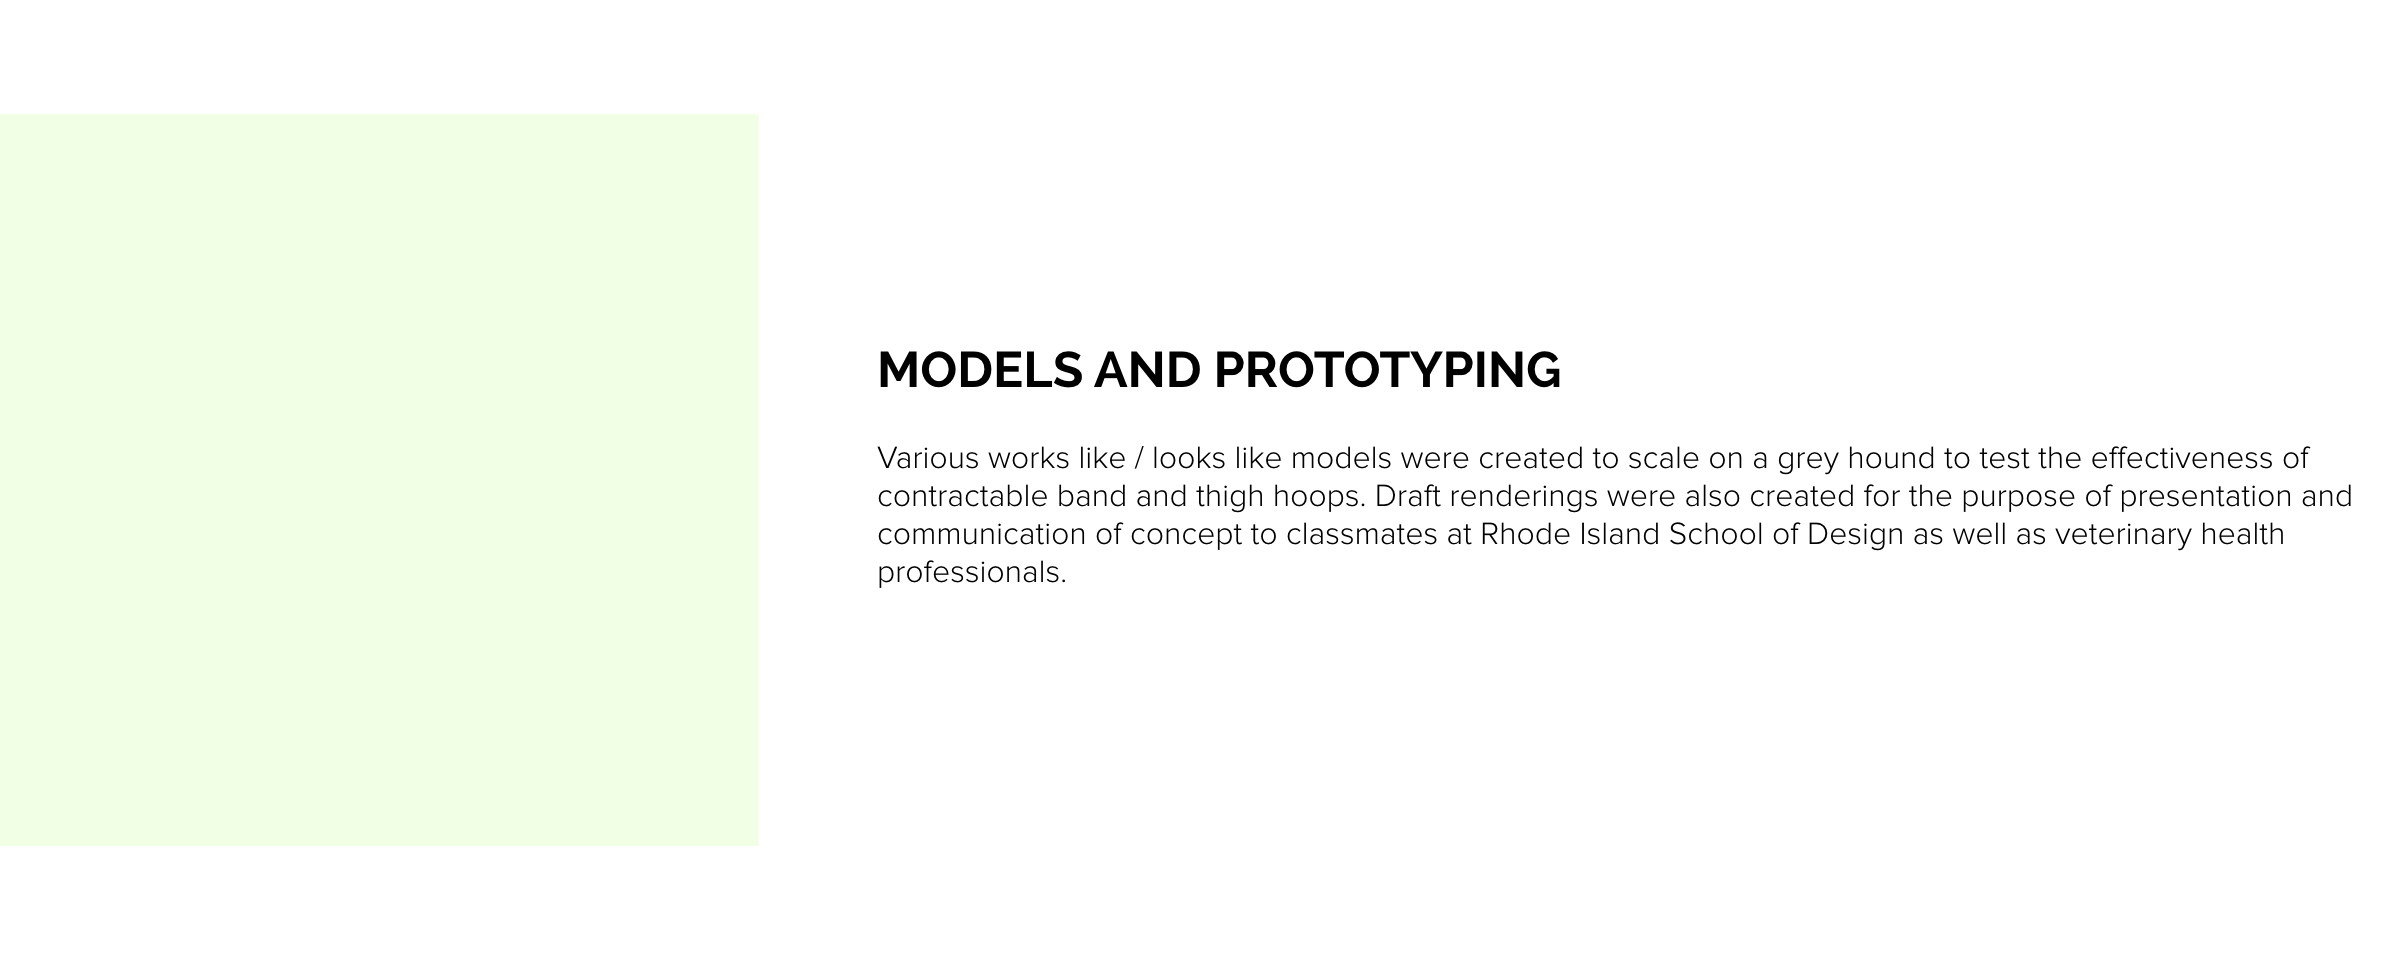 MODELS AND PROTOTYPING
Various works like / looks like models were created to scale on a grey hound to test the effectiveness of
contractable band and thigh hoops. Draft renderings were also created for the purpose of presentation and
communication of concept to classmates at Rhode Island School of Design as well as veterinary health
professionals.